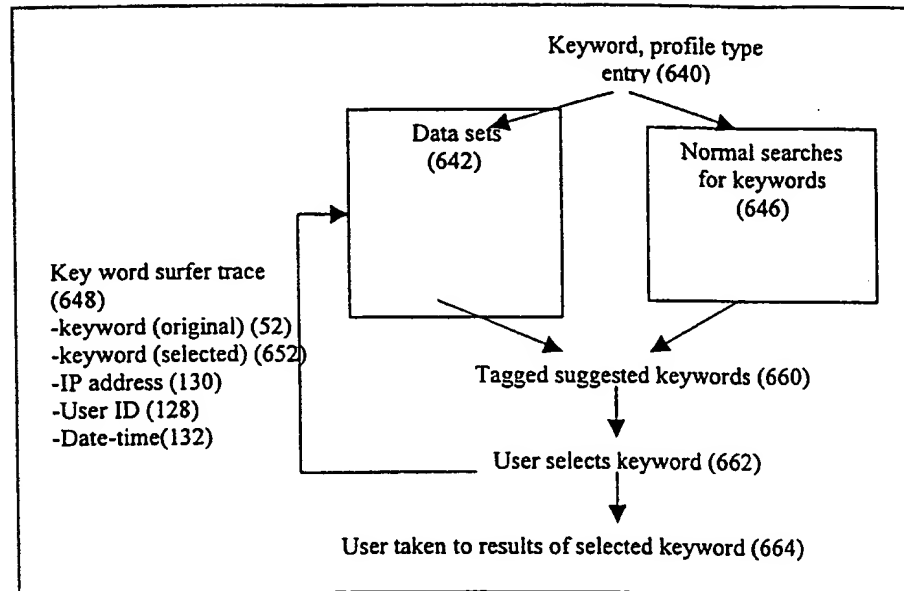 Keyword, profile type
entry (640)
Data sets
(642)
Normal searches
for keywords
(646)
Key word surfer trace
(648)
-keyword (original) (52)
-keyword (selected) (652)
-IP address (130)
-User ID (128)
-Date-time(132)
Tagged suggested keywords (660)
User selects keyword (662)
User taken to results of selected keyword (664)